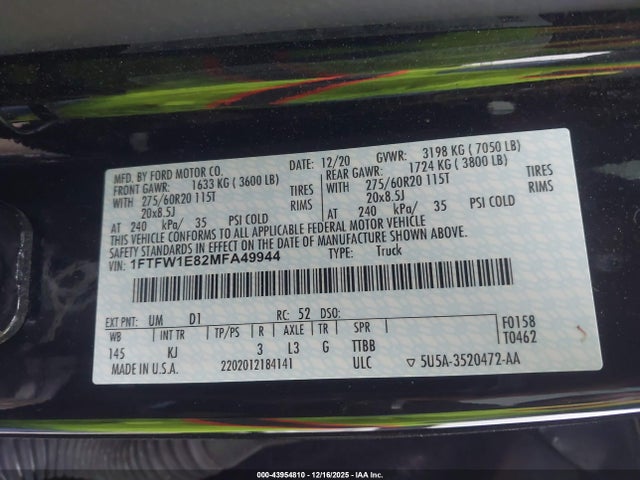 MFD. BY FORD MOTOR CO.
DATE: 12/20 GVWR: 3198 KG ( 7050 LB)
FRONT GAWR: 1633 KG ( 3600 LB)
REAR GAWR: 1724 KG ( 3800 LB)
WITH 275/60R20 115T TIRES
WITH 275/60R20 115T TIRES
20x8.5J RIMS
20x8.5J RIMS
AT 240 kPa/ 35 PSI COLD
AT 240 kPa/ 35 PSI COLD
THIS VEHICLE CONFORMS TO ALL APPLICABLE FEDERAL MOTOR VEHICLE
SAFETY STANDARDS IN EFFECT ON THE DATE OF MANUFACTURE SHOWN ABOVE.
VIN: 1FTFW1E82MFA49944 TYPE: Truck
EXT PNT: UM D1 RC: 52 DSO:
WB INT TR TP/PS R AXLE TR SPR
F0158
T0462
145 KJ 3 L3 G TTBB
MADE IN U.S.A. 2202012184141 ULC ▽ 5U5A-3520472-AA
000-43954810 - 12/16/2025 - IAA Inc.